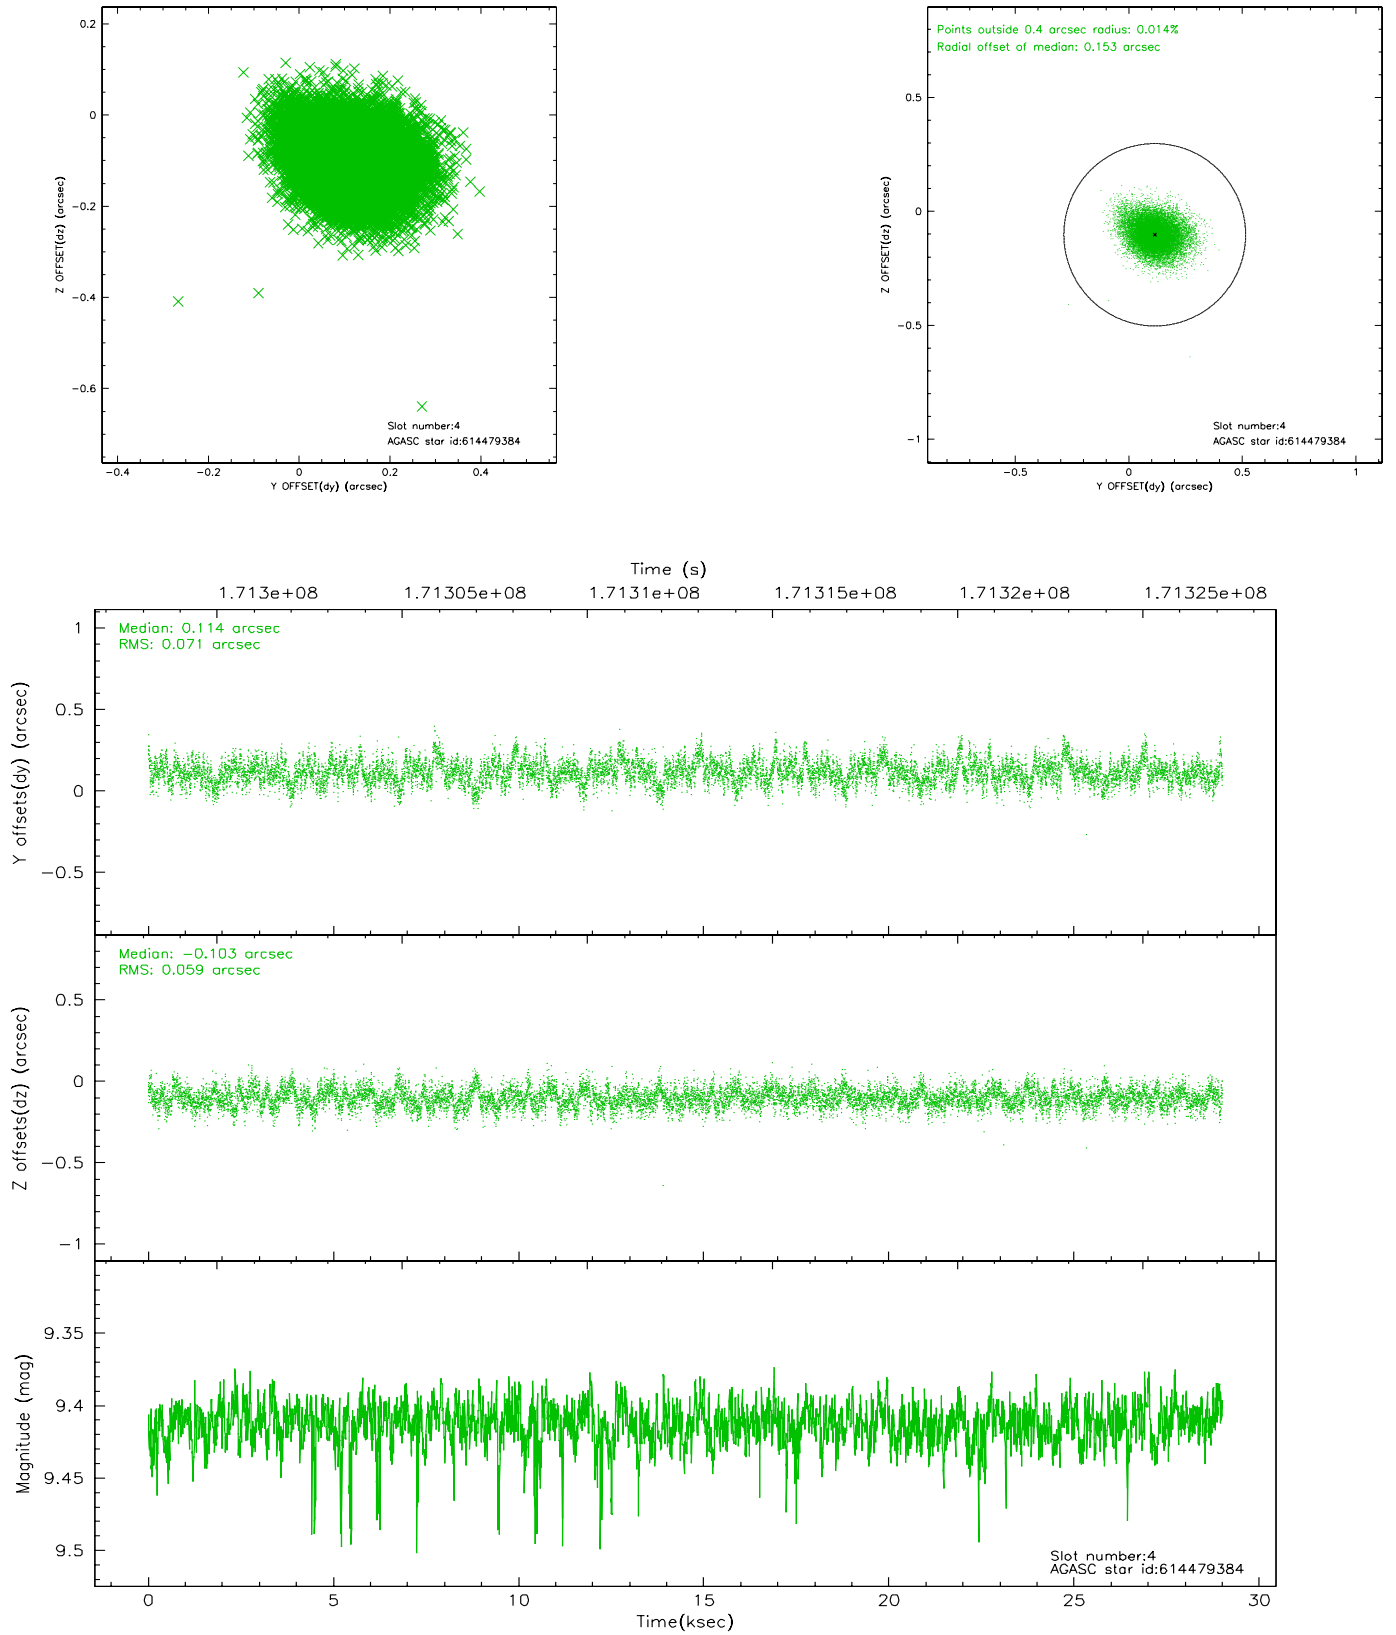 0.2
0
−0.2
−0.4
−0.6
Z OFFSET(dz) (arcsec)
−0.4 −0.2 0 0.2 0.4
Y OFFSET(dy) (arcsec)
Slot number:4
AGASC star id:614479384
Points outside 0.4 arcsec radius: 0.014%
Radial offset of median: 0.153 arcsec
0.5
0
−0.5
−1
Z OFFSET(dz) (arcsec)
−0.5 0 0.5 1
Y OFFSET(dy) (arcsec)
Slot number:4
AGASC star id:614479384
Time (s)
1.713e+08 1.71305e+08 1.7131e+08 1.71315e+08 1.7132e+08 1.71325e+08
Median: 0.114 arcsec
RMS: 0.071 arcsec
1
0.5
0
−0.5
Y offsets(dy) (arcsec)
Median: −0.103 arcsec
RMS: 0.059 arcsec
0.5
0
−0.5
−1
Z offsets(dz) (arcsec)
9.35
9.4
9.45
9.5
Magnitude (mag)
Slot number:4
AGASC star id:614479384
0 5 10 15 20 25 30
Time(ksec)